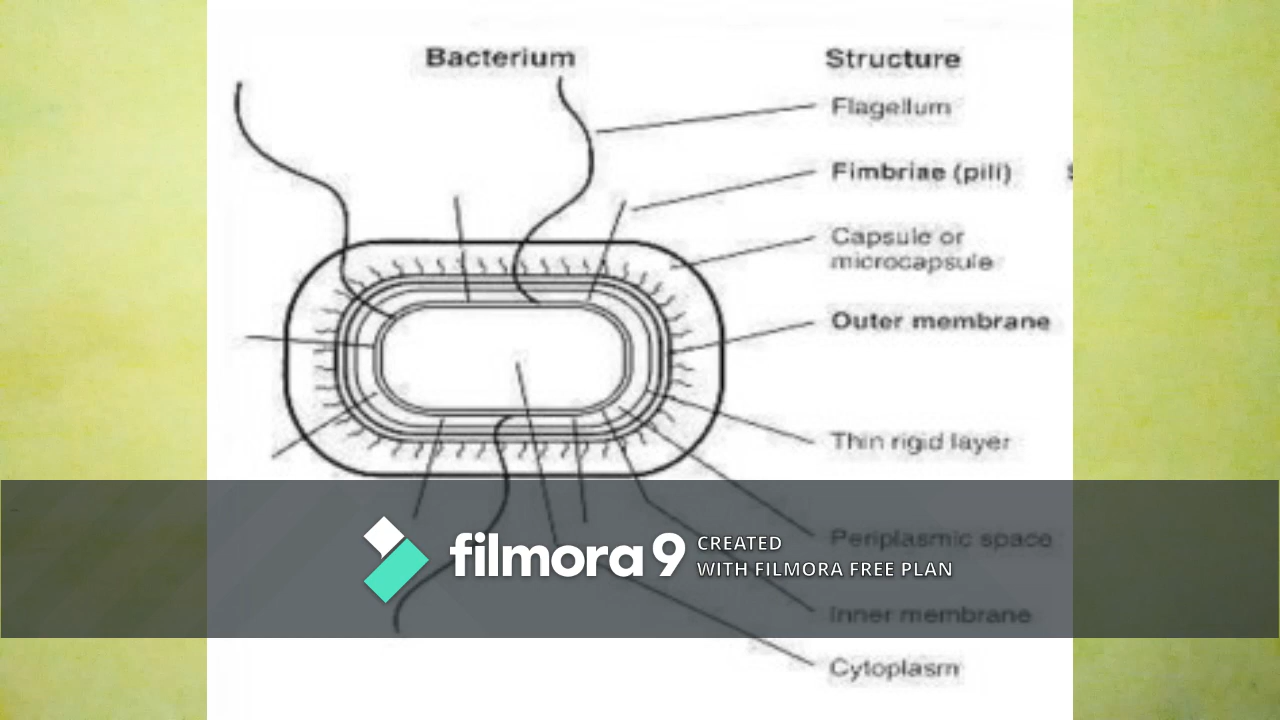 Bacterium
Structure
Flagellum
Fimbriae (pili)
Capsule or
microcapsule
Outer membrane
Thin rigid layer
Periplasmic space
filmora 9
CREATED
WITH FILMORA FREE PLAN
Inner membrane
Cytoplasm